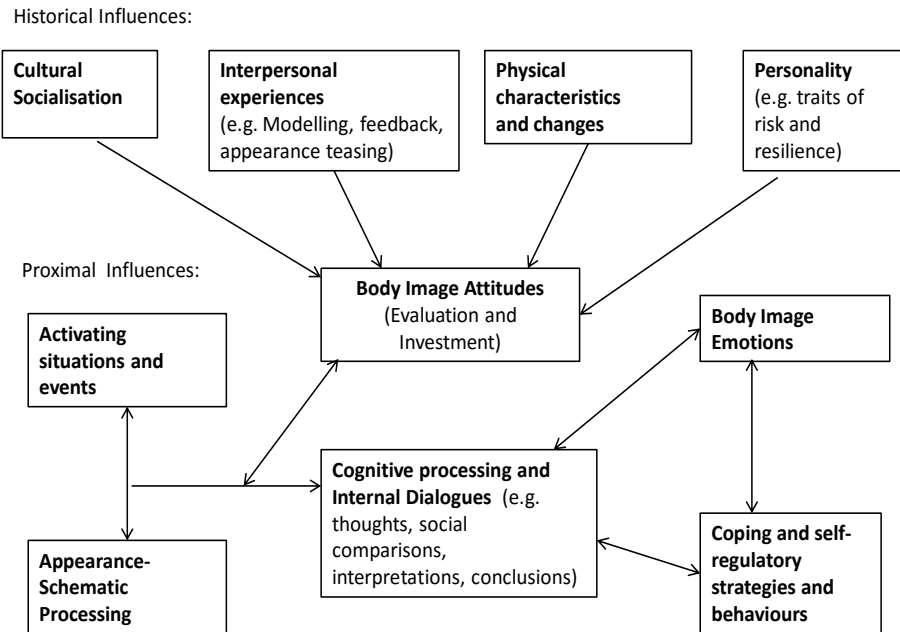 Historical Influences:
Cultural
Socialisation
Interpersonal
experiences
(e.g. Modelling, feedback,
appearance teasing)
Physical
characteristics
and changes
Personality
(e.g. traits of
risk and
resilience)
Proximal Influences:
Body Image Attitudes
(Evaluation and
Investment)
Activating
situations and
events
Body Image
Emotions
Cognitive processing and
Internal Dialogues (e.g.
thoughts, social
comparisons,
interpretations, conclusions)
Appearance-
Schematic
Processing
Coping and self-
regulatory
strategies and
behaviours